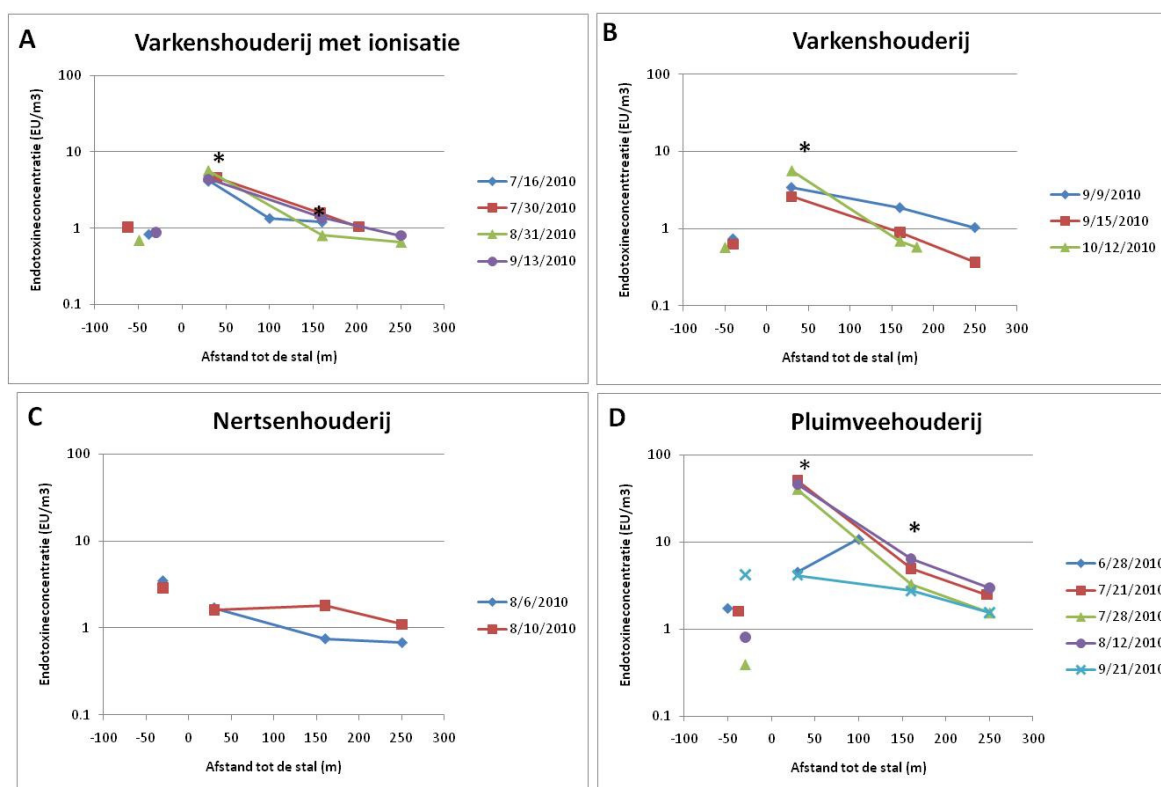 A
Varkenshouderij met ionisatie
Endotoxineconcentratie (EU/m3)
100
10
1
0.1
*
*
-100 -50 0 50 100 150 200 250 300
Afstand tot de stal (m)
7/16/2010
7/30/2010
8/31/2010
9/13/2010
B
Varkenshouderij
Endotoxineconcenttreatie (EU/m3)
100
10
1
0.1
*
-100 -50 0 50 100 150 200 250 300
Afstand tot de stal (m)
9/9/2010
9/15/2010
10/12/2010
C
Nertsenhouderij
Endotoxineconcentratie (EU/m3)
100
10
1
0.1
-100 -50 0 50 100 150 200 250 300
Afstand tot de stal (m)
8/6/2010
8/10/2010
D
Pluimveehouderij
Endotoxineconcentratie (EU/m3)
100
10
1
0.1
*
*
-100 -50 0 50 100 150 200 250 300
Afstand tot de stal (m)
6/28/2010
7/21/2010
7/28/2010
8/12/2010
9/21/2010